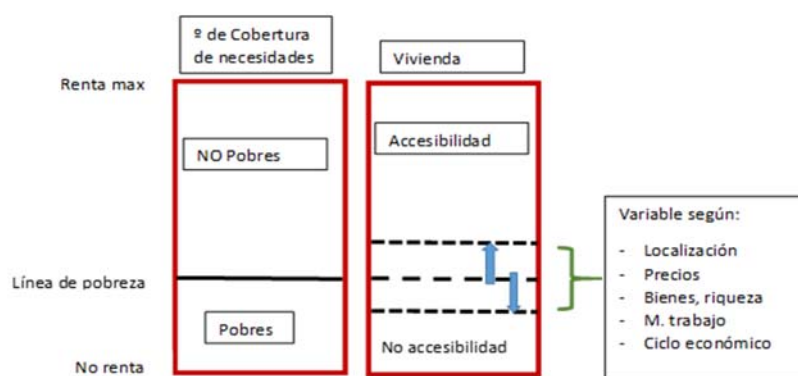 º de Cobertura
de necesidades
Vivienda
Renta max
NO Pobres
Accesibilidad
Línea de pobreza
Pobres
No accesibilidad
No renta
Variable según:
- Localización
- Precios
- Bienes, riqueza
- M. trabajo
- Ciclo económico